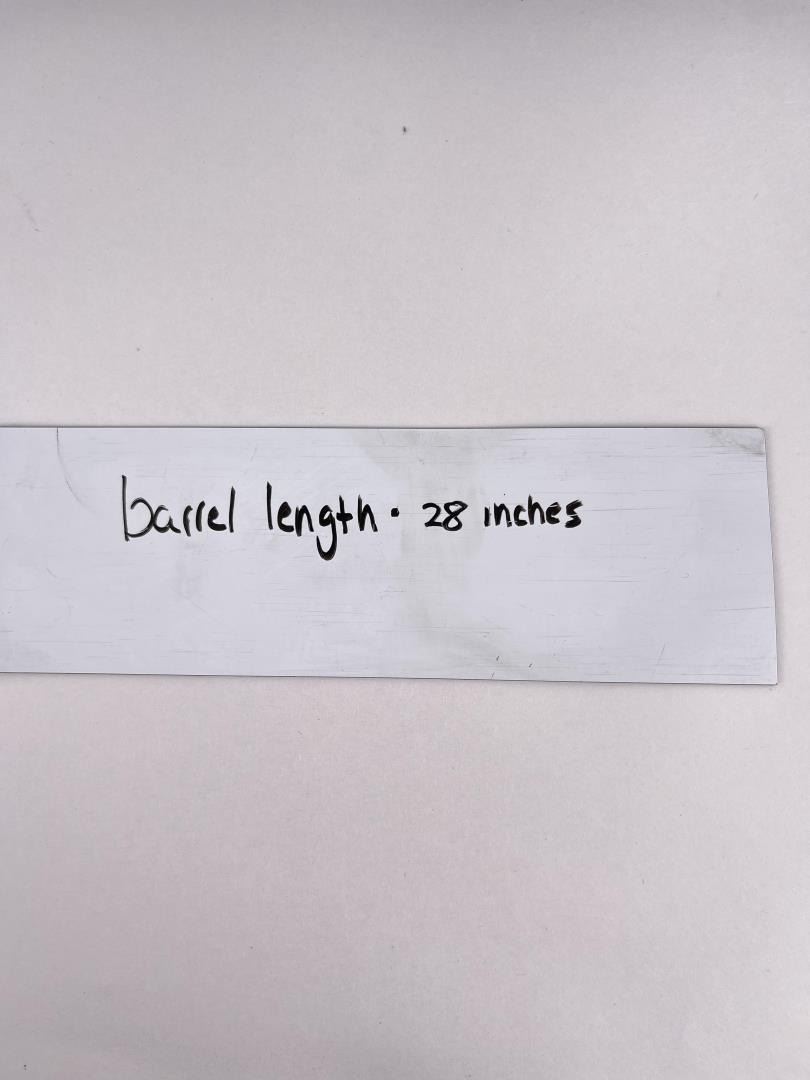 barrel length · 28 inches